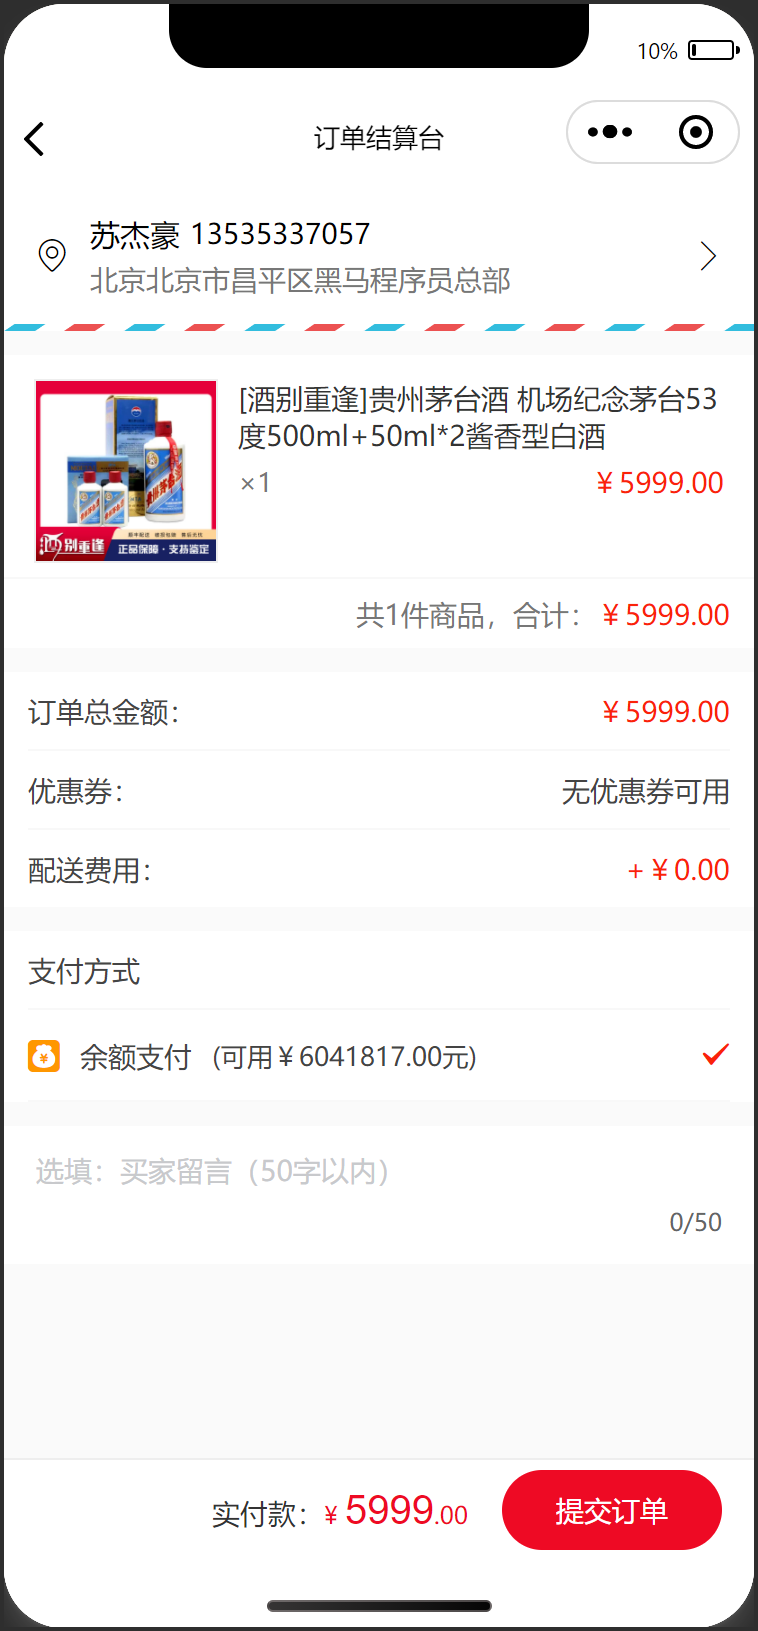 10%
订单结算台
苏杰豪 13535337057
北京北京市昌平区黑马程序员总部
[酒别重逢]贵州茅台酒 机场纪念茅台53
度500ml+50ml*2酱香型白酒
×1
¥5999.00
贵州茅台酒
酒别重逢
正品保障·支持鉴定
共1件商品，合计：
¥5999.00
订单总金额：
¥5999.00
优惠券：
无优惠券可用
配送费用：
+ ¥0.00
支付方式
余额支付 (可用¥6041817.00元)
选填：买家留言（50字以内）
0/50
实付款：¥5999.00
提交订单